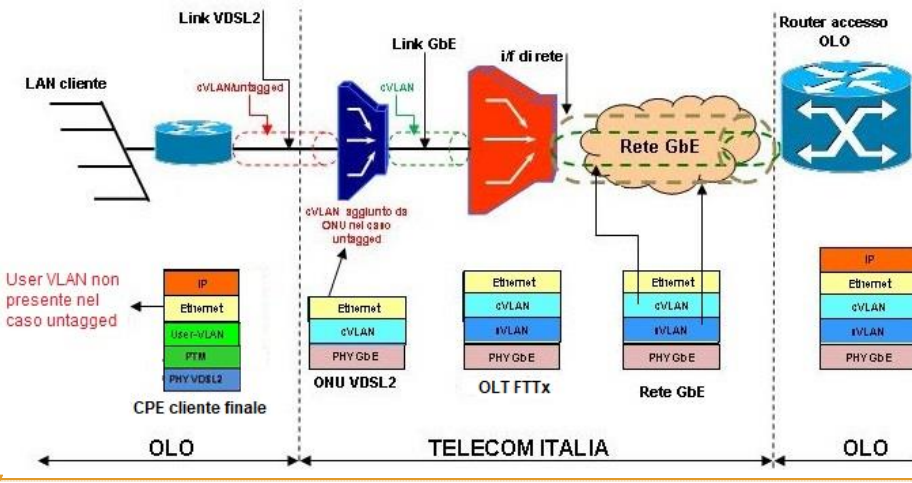 Link VDSL2
Router accesso
OLO
Link GbE
i/f di rete
LAN cliente
cVLAN/untagged
cVLAN
Rete GbE
cVLAN aggiunto da
ONU nel caso
untagged
User VLAN non
presente nel
caso untagged
IP
Ethernet
User-VLAN
PTM
PHY VDSL2
CPE cliente finale
Ethernet
cVLAN
PHY GbE
ONU VDSL2
Ethernet
cVLAN
sVLAN
PHY GbE
OLT FTTx
Ethernet
cVLAN
sVLAN
PHY GbE
Rete GbE
IP
Ethernet
cVLAN
sVLAN
PHY GbE
OLO
TELECOM ITALIA
OLO